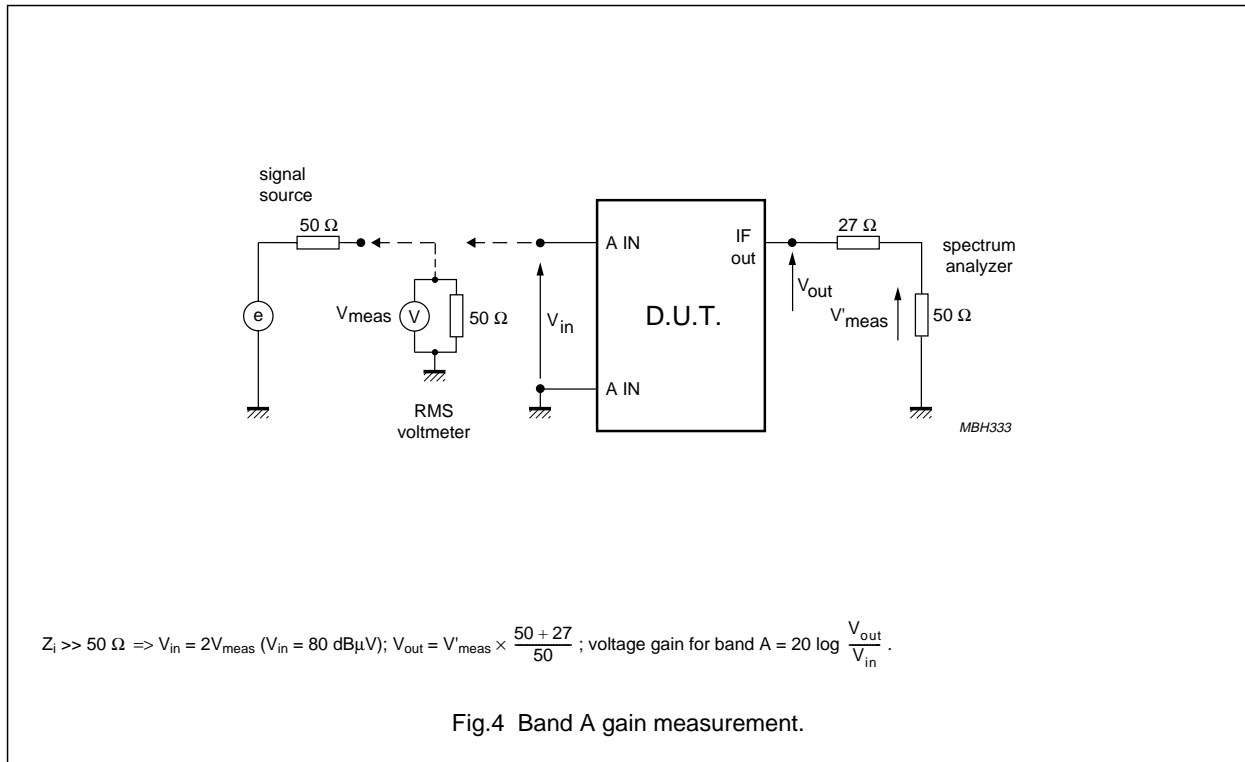 signal
source
50 Ω
e
Vmeas
V
50 Ω
RMS
voltmeter
Vin
A IN
A IN
D.U.T.
IF
out
Vout
27 Ω
V'meas
50 Ω
spectrum
analyzer
MBH333
Zi >> 50 Ω => Vin = 2Vmeas (Vin = 80 dBμV); Vout = V'meas × (50 + 27)/50 ; voltage gain for band A = 20 log Vout/Vin .
Fig.4 Band A gain measurement.